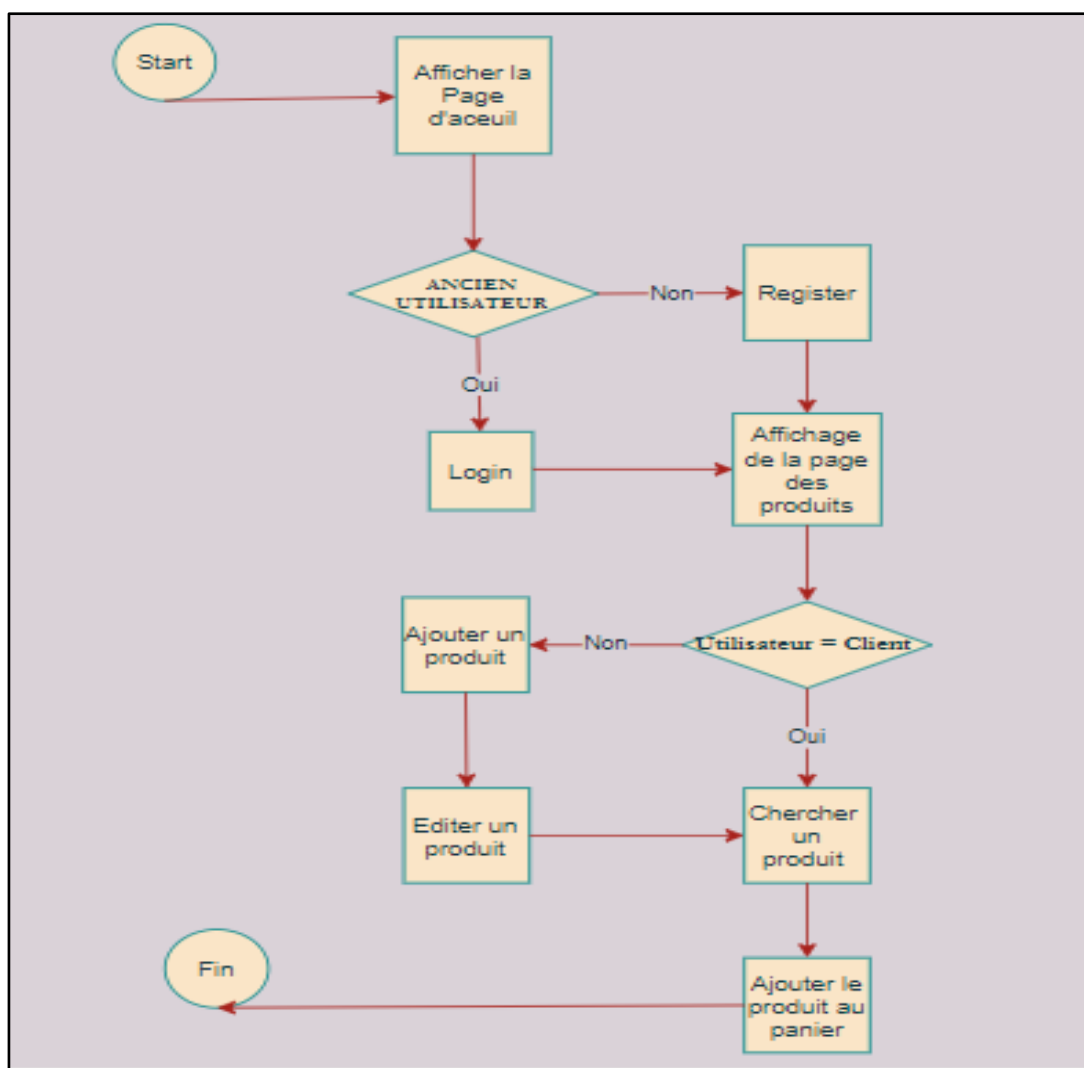 Start
Afficher la
Page
d'aceuil
ANCIEN
UTILISATEUR
Non
Register
Oui
Login
Affichage
de la page
des
produits
Utilisateur = Client
Non
Ajouter un
produit
Oui
Editer un
produit
Chercher
un
produit
Ajouter le
produit au
panier
Fin